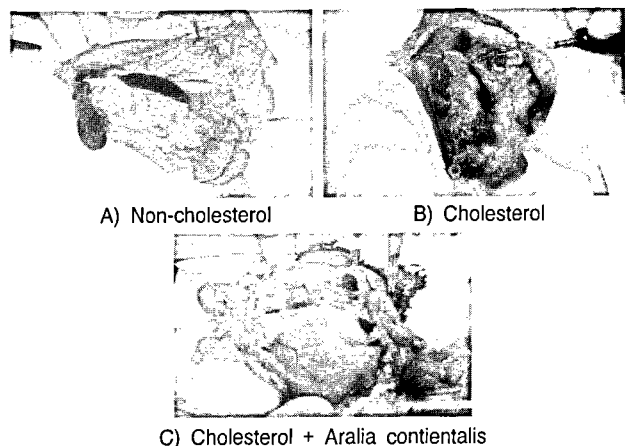 A) Non-cholesterol
B) Cholesterol
C) Cholesterol + Aralia contientalis